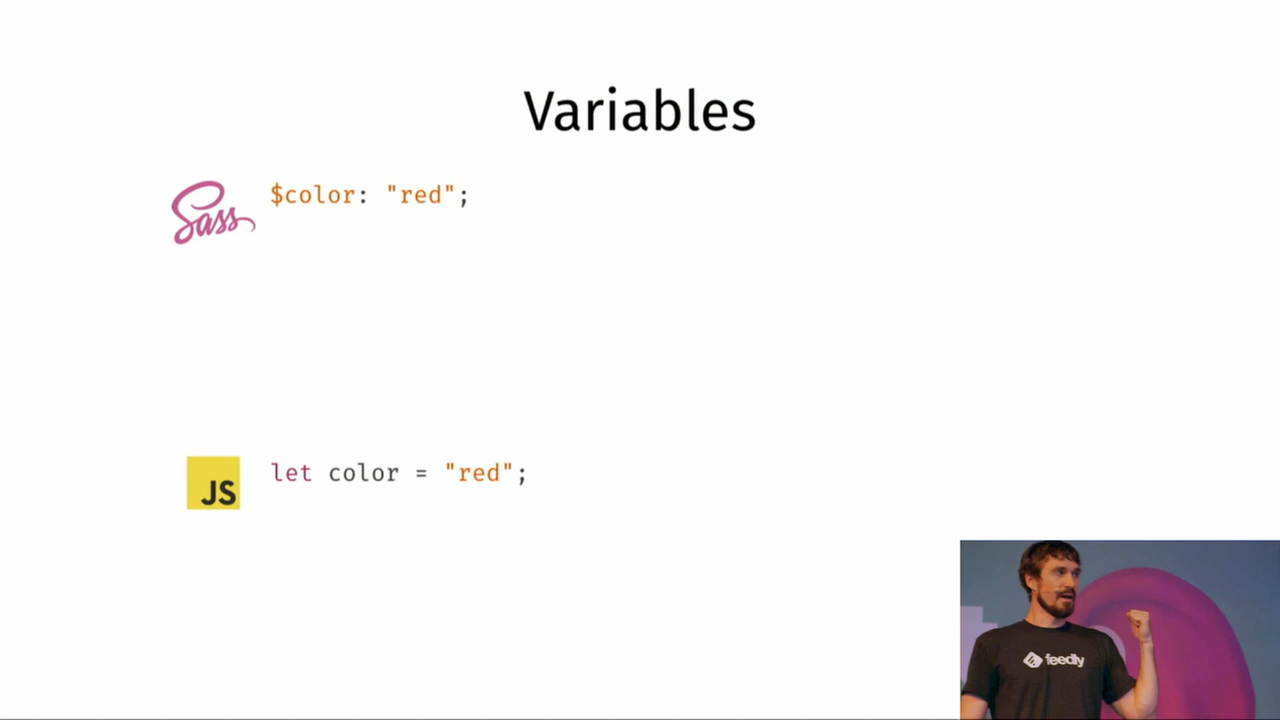 Variables
Sass
$color: "red";
JS
let color = "red";
feedly